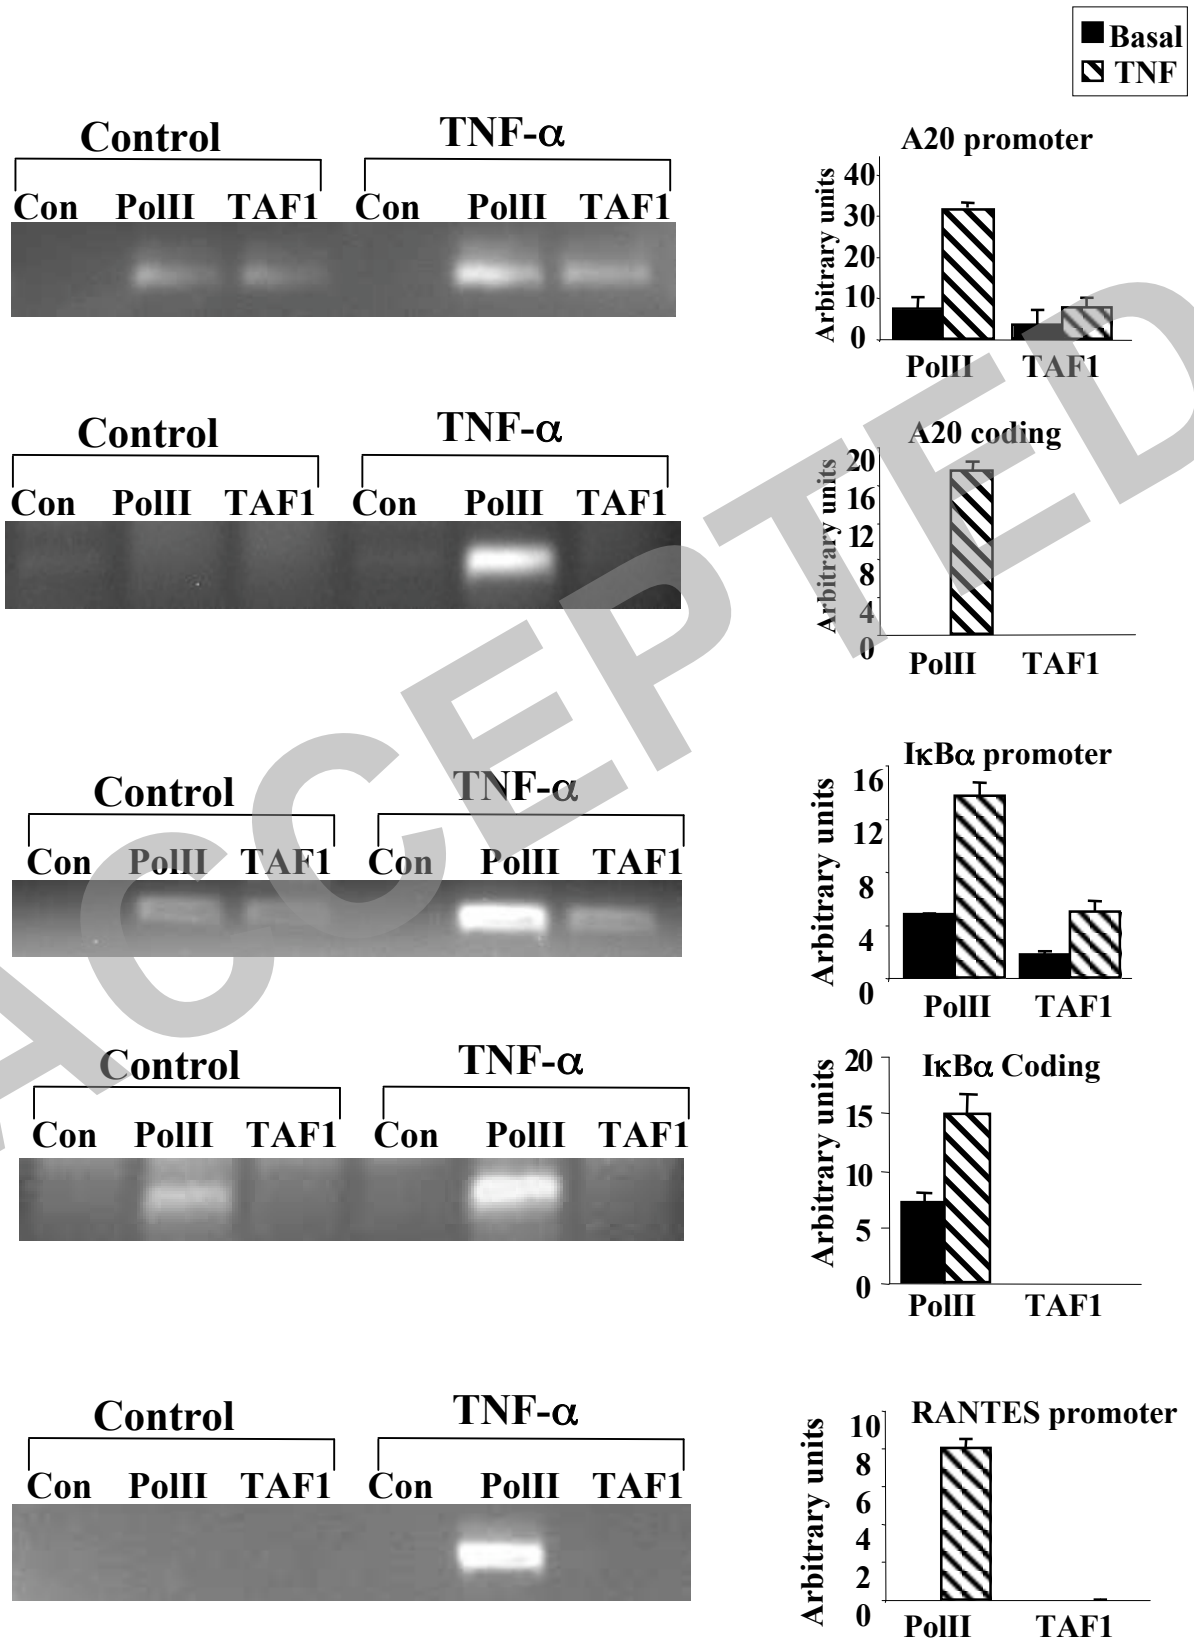 Basal
TNF
Control TNF-α
Con PolII TAF1 Con PolII TAF1
A20 promoter
Arbitrary units
40
30
20
10
0
PolII TAF1
Control TNF-α
Con PolII TAF1 Con PolII TAF1
A20 coding
Arbitrary units
20
16
12
8
4
0
PolII TAF1
Control TNF-α
Con PolII TAF1 Con PolII TAF1
IκBα promoter
Arbitrary units
16
12
8
4
0
PolII TAF1
Control TNF-α
Con PolII TAF1 Con PolII TAF1
IκBα Coding
Arbitrary units
20
15
10
5
0
PolII TAF1
Control TNF-α
Con PolII TAF1 Con PolII TAF1
RANTES promoter
Arbitrary units
10
8
6
4
2
0
PolII TAF1
ACCEPTED